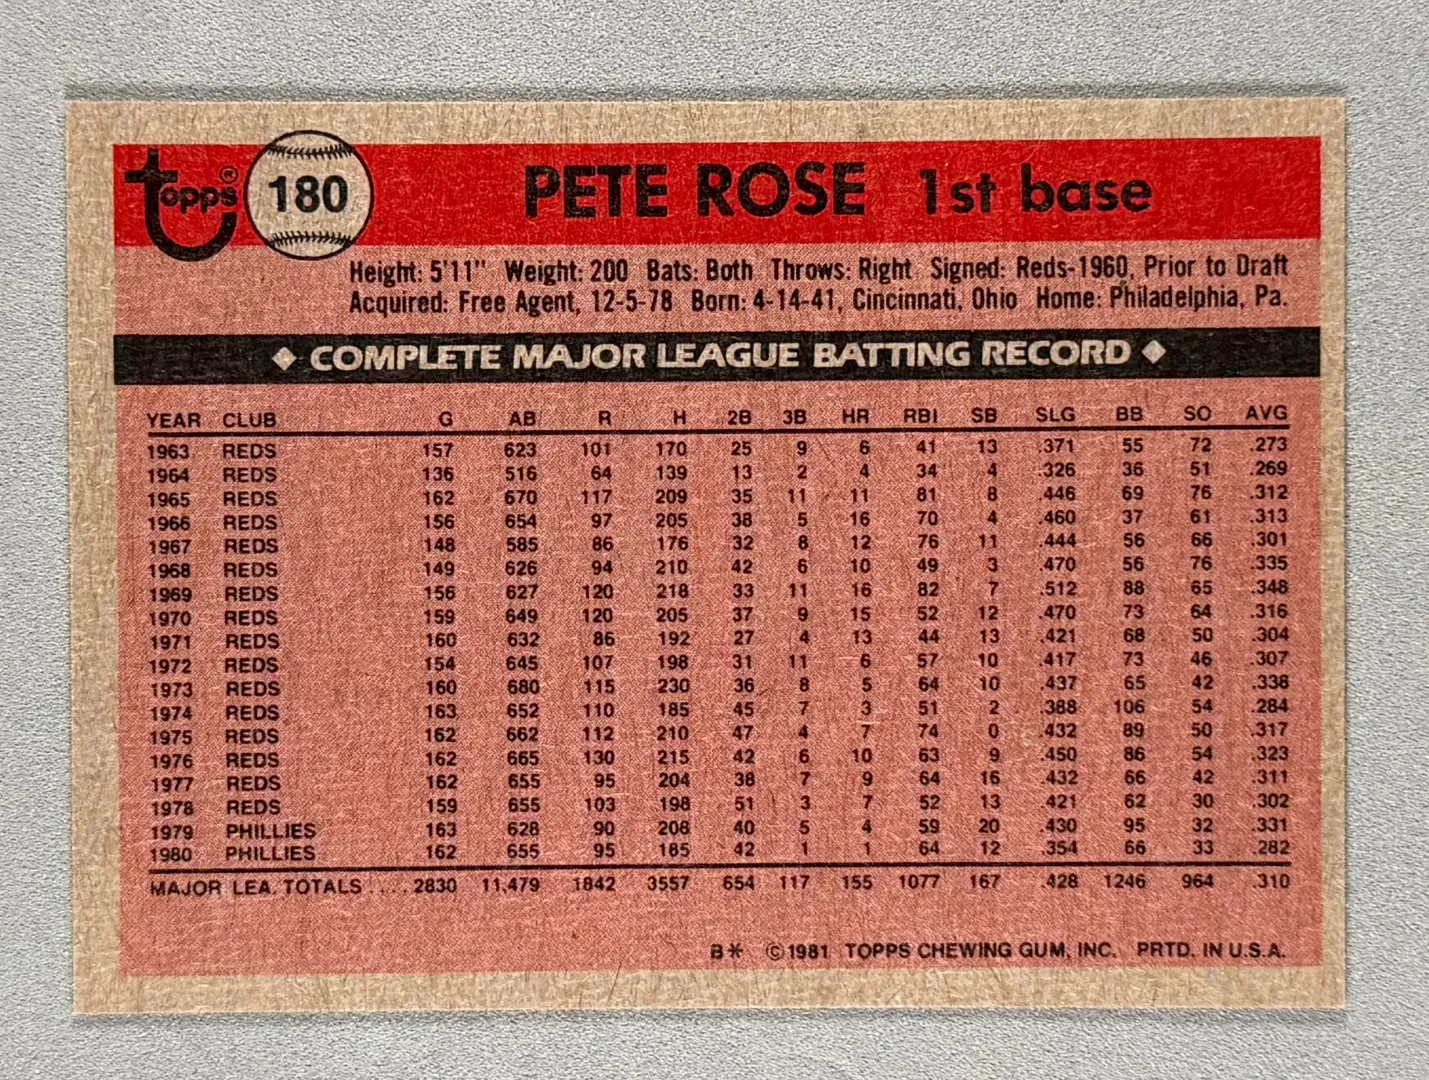 topps® 180 PETE ROSE 1st base
Height: 5'11" Weight: 200 Bats: Both Throws: Right Signed: Reds-1960, Prior to Draft
Acquired: Free Agent, 12-5-78 Born: 4-14-41, Cincinnati, Ohio Home: Philadelphia, Pa.
◆ COMPLETE MAJOR LEAGUE BATTING RECORD ◆
YEAR CLUB G AB R H 2B 3B HR RBI SB SLG BB SO AVG
1963 REDS 157 623 101 170 25 9 6 41 13 .371 55 72 .273
1964 REDS 136 516 64 139 13 2 4 34 4 .326 36 51 .269
1965 REDS 162 670 117 209 35 11 11 81 8 .446 69 76 .312
1966 REDS 156 654 97 205 38 5 16 70 4 .460 37 61 .313
1967 REDS 148 585 86 176 32 8 12 76 11 .444 56 66 .301
1968 REDS 149 626 94 210 42 6 10 49 3 .470 56 76 .335
1969 REDS 156 627 120 218 33 11 16 82 7 .512 88 65 .348
1970 REDS 159 649 120 205 37 9 15 52 12 .470 73 64 .316
1971 REDS 160 632 86 192 27 4 13 44 13 .421 68 50 .304
1972 REDS 154 645 107 198 31 11 6 57 10 .417 73 46 .307
1973 REDS 160 680 115 230 36 8 5 64 10 .437 65 42 .338
1974 REDS 163 652 110 185 45 7 3 51 2 .388 106 54 .284
1975 REDS 162 662 112 210 47 4 7 74 0 .432 89 50 .317
1976 REDS 162 665 130 215 42 6 10 63 9 .450 86 54 .323
1977 REDS 162 655 95 204 38 7 9 64 16 .432 66 42 .311
1978 REDS 159 655 103 198 51 3 7 52 13 .421 62 30 .302
1979 PHILLIES 163 628 90 208 40 5 4 59 20 .430 95 32 .331
1980 PHILLIES 162 655 95 185 42 1 1 64 12 .354 66 33 .282
MAJOR LEA. TOTALS .... 2830 11,479 1842 3557 654 117 155 1077 167 .428 1246 964 .310
B* ©1981 TOPPS CHEWING GUM, INC. PRTD. IN U.S.A.